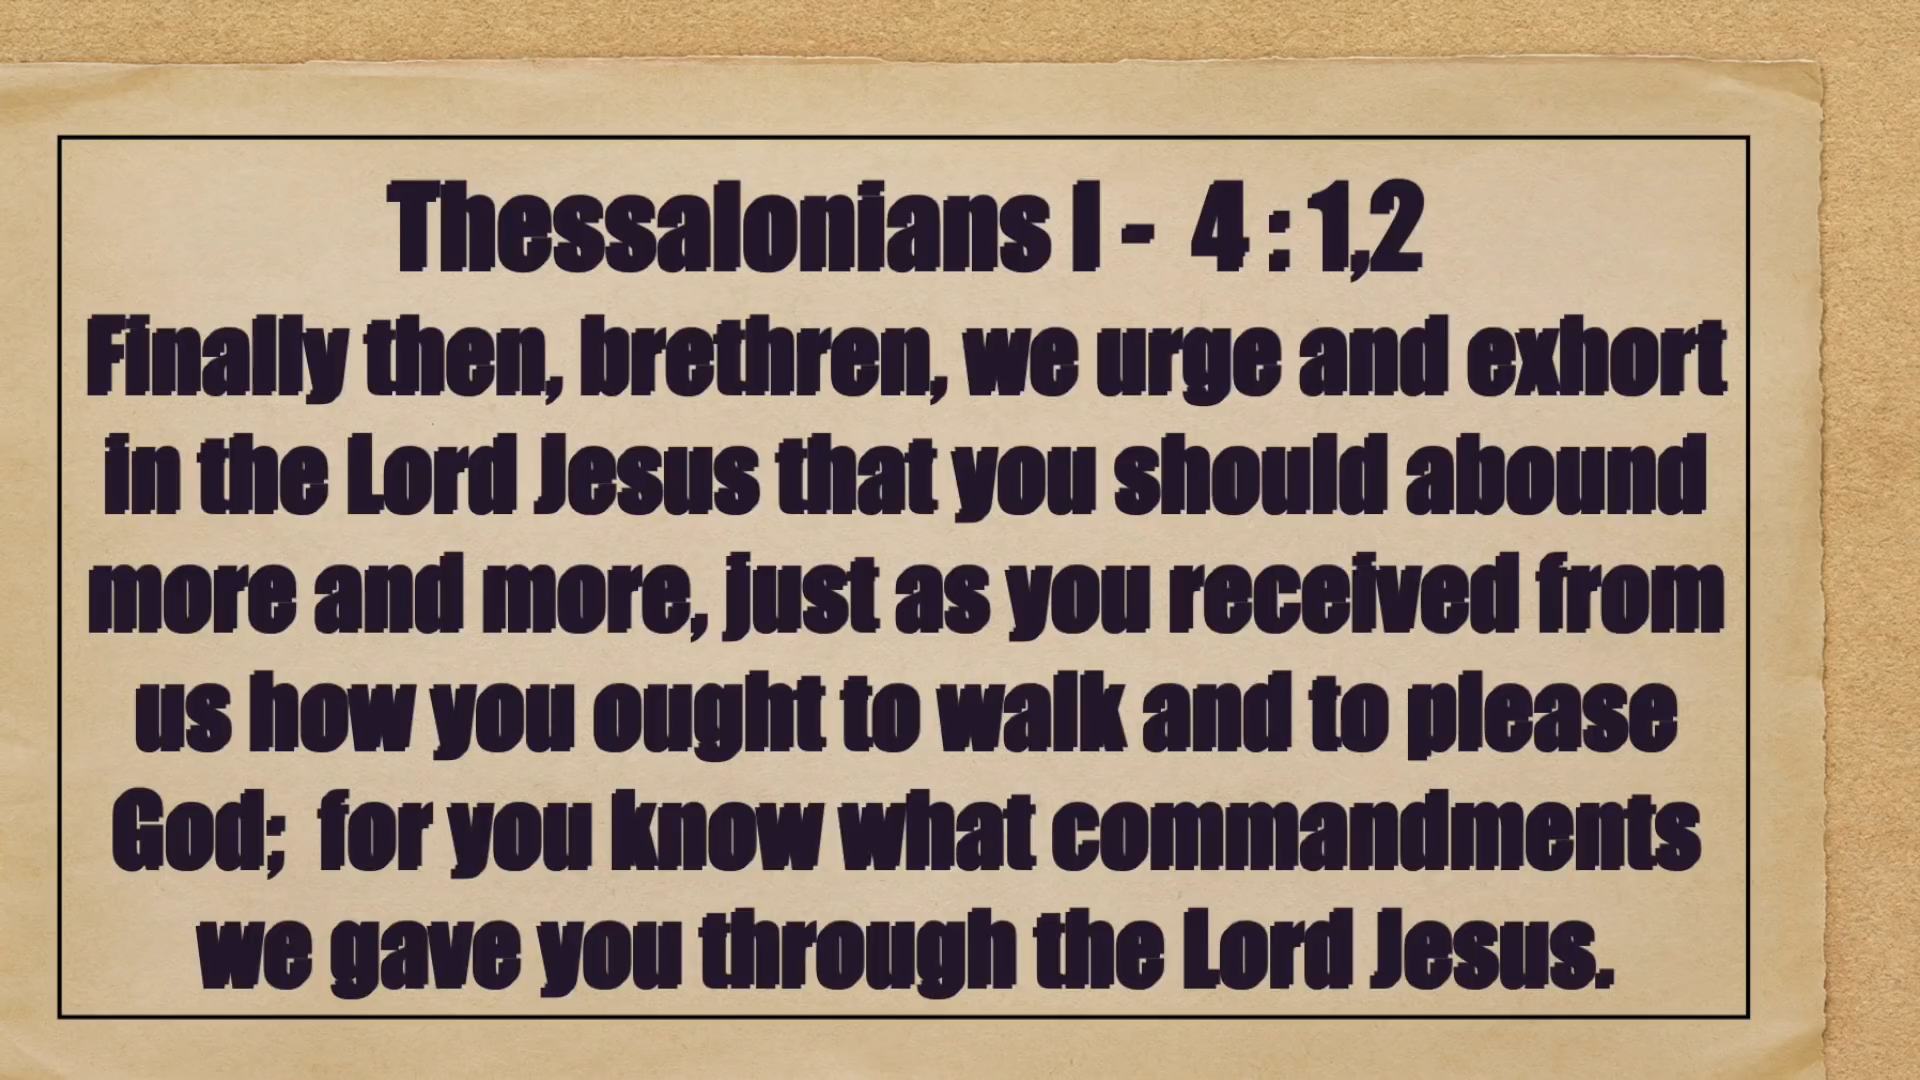 Thessalonians I -  4 : 1,2
Finally then, brethren, we urge and exhort
in the Lord Jesus that you should abound
more and more, just as you received from
us how you ought to walk and to please
God;  for you know what commandments
we gave you through the Lord Jesus.